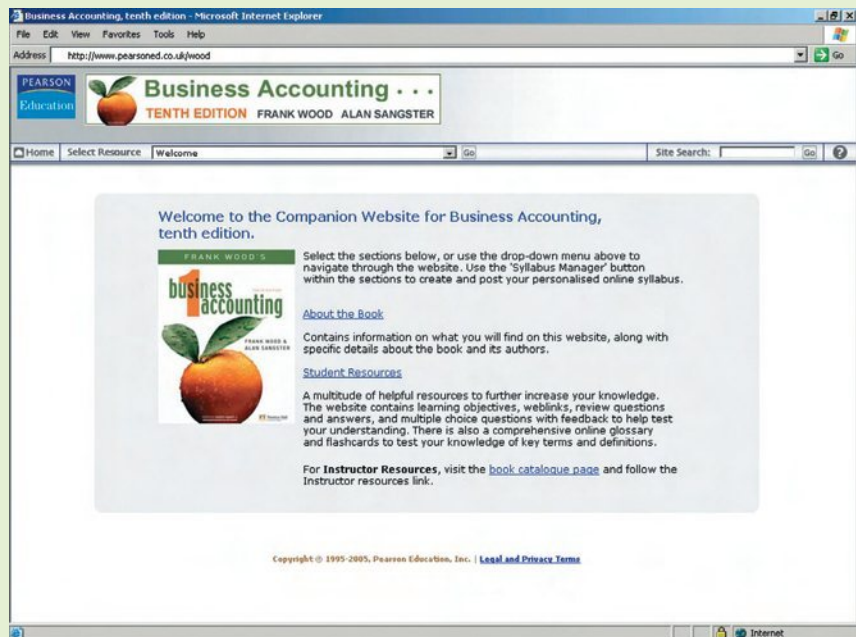 Business Accounting, tenth edition - Microsoft Internet Explorer
File Edit View Favorites Tools Help
Address http://www.pearsoned.co.uk/wood Go
PEARSON
Education
Business Accounting . . .
TENTH EDITION FRANK WOOD ALAN SANGSTER
Home Select Resource Welcome Go Site Search: Go ?
Welcome to the Companion Website for Business Accounting,
tenth edition.
FRANK WOOD'S
business
accounting
1
FRANK WOOD &
ALAN SANGSTER
Select the sections below, or use the drop-down menu above to
navigate through the website. Use the 'Syllabus Manager' button
within the sections to create and post your personalised online syllabus.
About the Book
Contains information on what you will find on this website, along with
specific details about the book and its authors.
Student Resources
A multitude of helpful resources to further increase your knowledge.
The website contains learning objectives, weblinks, review questions
and answers, and multiple choice questions with feedback to help test
your understanding. There is also a comprehensive online glossary
and flashcards to test your knowledge of key terms and definitions.
For Instructor Resources, visit the book catalogue page and follow the
Instructor resources link.
Copyright © 1995-2005, Pearson Education, Inc. | Legal and Privacy Terms
Internet